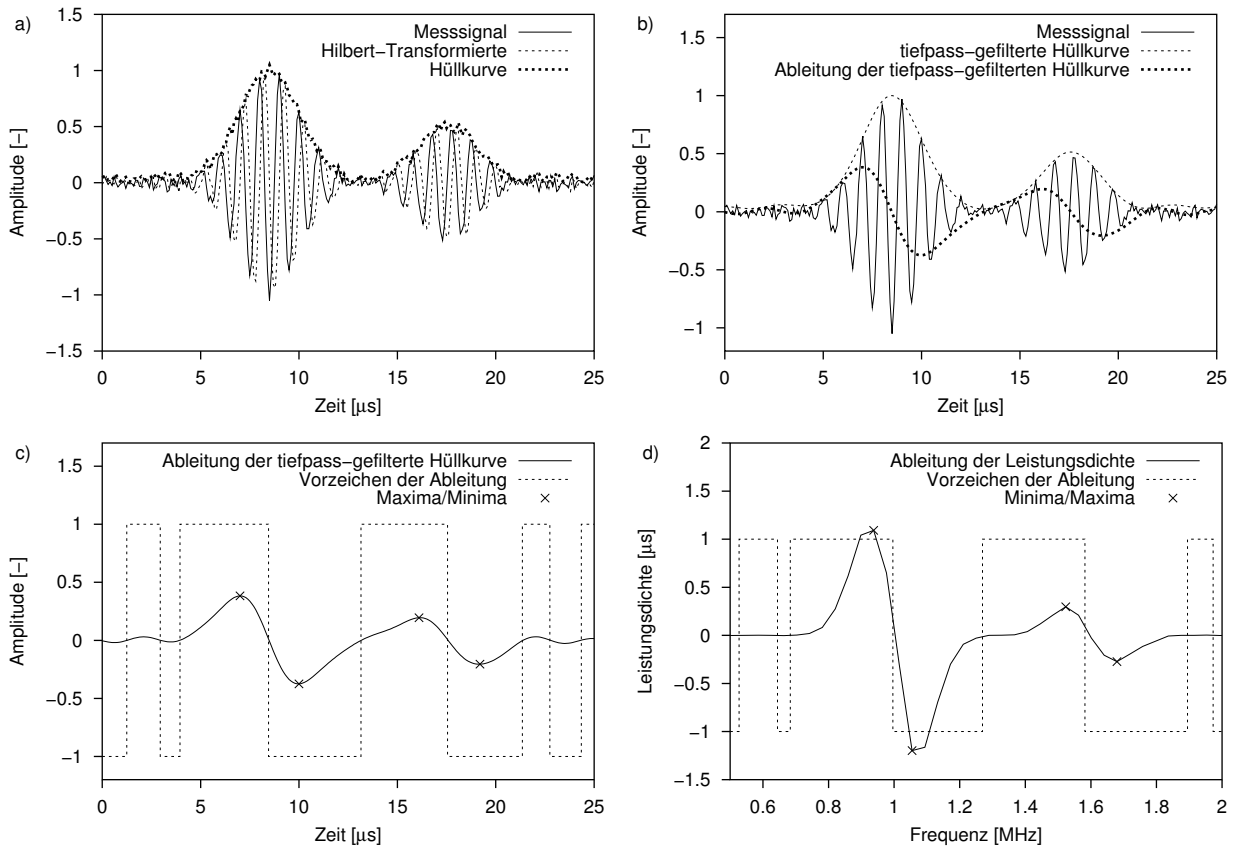 a)
Messsignal
Hilbert−Transformierte
Hüllkurve
1.5
1
0.5
0
−0.5
−1
−1.5
Amplitude [−]
0 5 10 15 20 25
Zeit [μs]
b)
Messsignal
tiefpass−gefilterte Hüllkurve
Ableitung der tiefpass−gefilterten Hüllkurve
1.5
1
0.5
0
−0.5
−1
Amplitude [−]
0 5 10 15 20 25
Zeit [μs]
c)
Ableitung der tiefpass−gefilterte Hüllkurve
Vorzeichen der Ableitung
Maxima/Minima
1.5
1
0.5
0
−0.5
−1
Amplitude [−]
0 5 10 15 20 25
Zeit [μs]
d)
Ableitung der Leistungsdichte
Vorzeichen der Ableitung
Minima/Maxima
2
1.5
1
0.5
0
−0.5
−1
−1.5
Leistungsdichte [μs]
0.6 0.8 1 1.2 1.4 1.6 1.8 2
Frequenz [MHz]